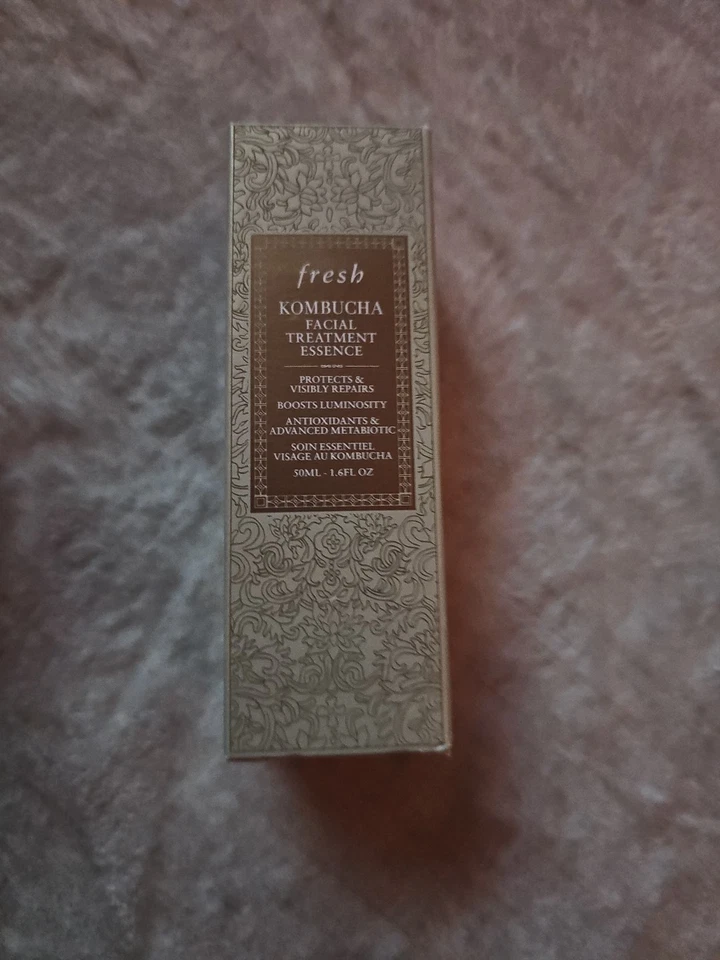 fresh
KOMBUCHA
FACIAL
TREATMENT
ESSENCE
PROTECTS &
VISIBLY REPAIRS
BOOSTS LUMINOSITY
ANTIOXIDANTS &
ADVANCED METABIOTIC
SOIN ESSENTIEL
VISAGE AU KOMBUCHA
50ML - 1.6FL OZ